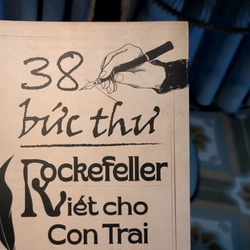 38
bức thư
Rockefeller
Viết cho
Con Trai